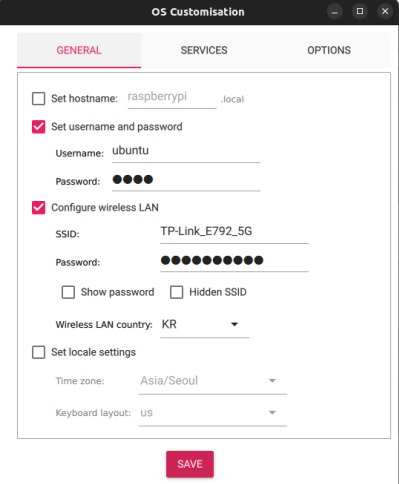 OS Customisation
GENERAL SERVICES OPTIONS
Set hostname: raspberrypi .local
Set username and password
Username: ubuntu
Password: ●●●●
Configure wireless LAN
SSID: TP-Link_E792_5G
Password: ●●●●●●●●●●
Show password Hidden SSID
Wireless LAN country: KR
Set locale settings
Time zone: Asia/Seoul
Keyboard layout: us
SAVE